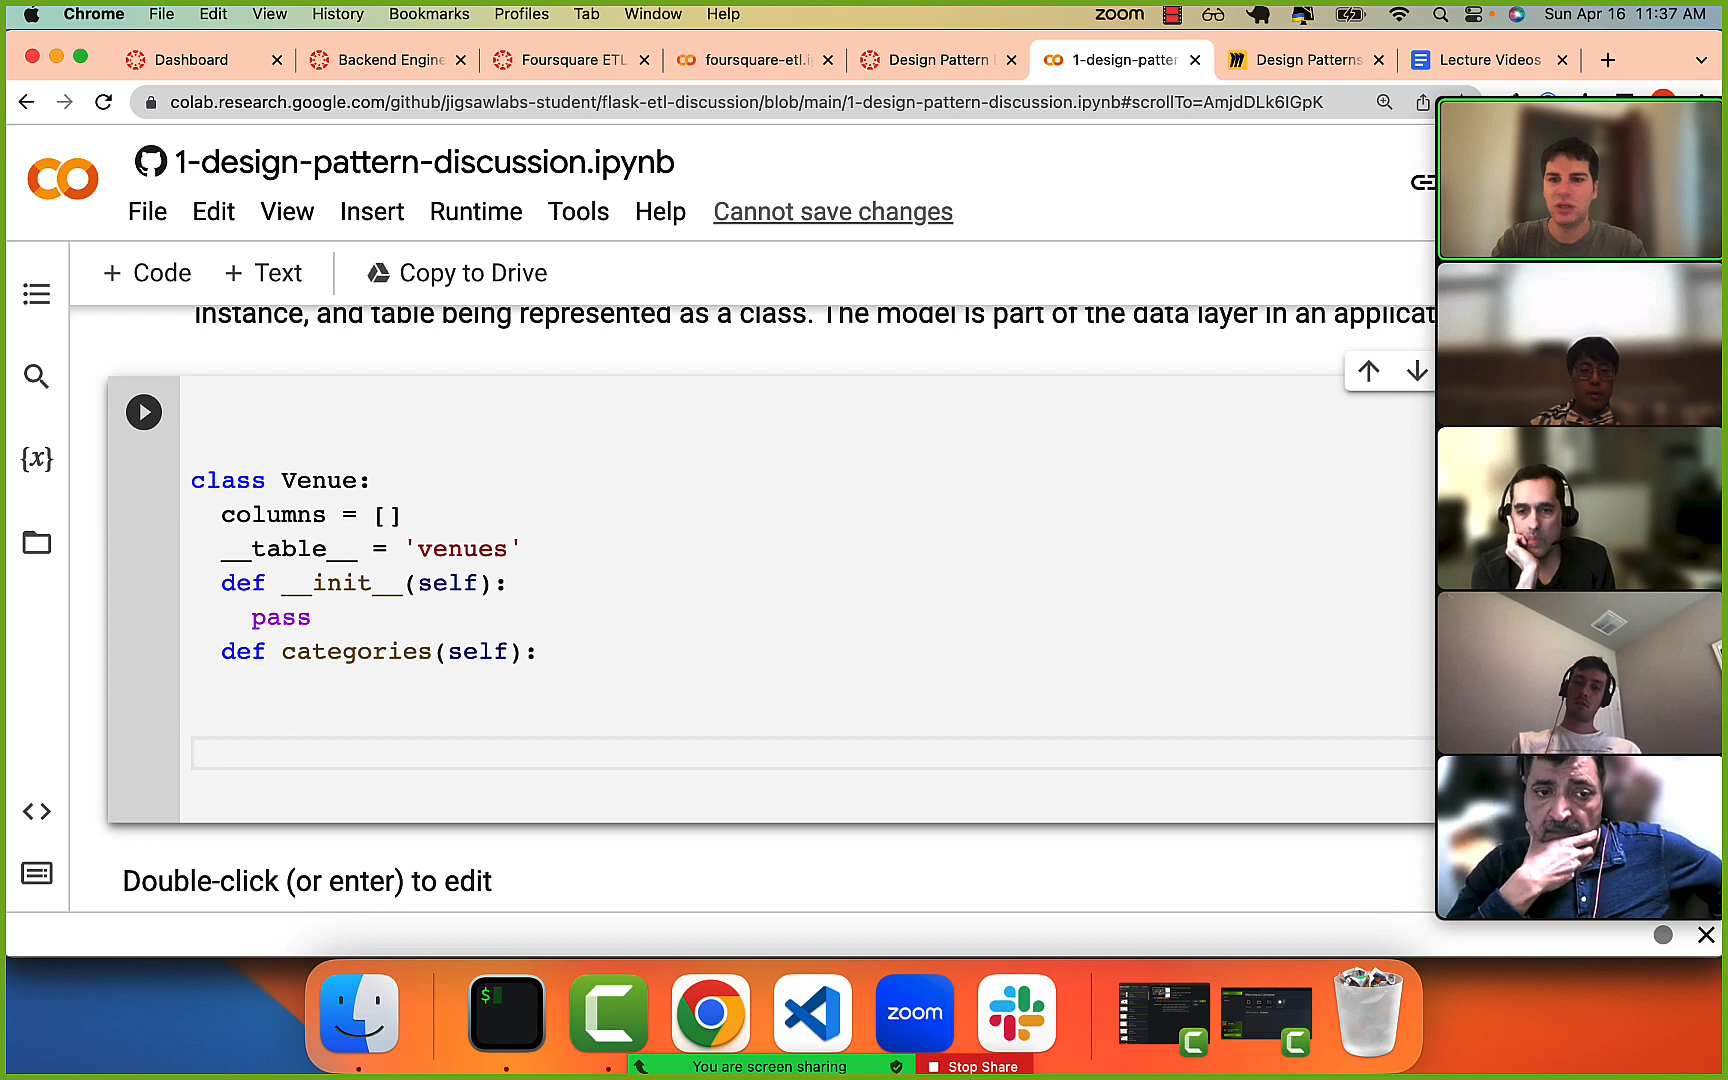 Chrome File Edit View History Bookmarks Profiles Tab Window Help zoom Sun Apr 16 11:37 AM
Dashboard Backend Engine Foursquare ETL foursquare-etl.i Design Pattern 1-design-patter Design Patterns Lecture Videos
colab.research.google.com/github/jigsawlabs-student/flask-etl-discussion/blob/main/1-design-pattern-discussion.ipynb#scrollTo=AmjdDLk6IGpK
1-design-pattern-discussion.ipynb
File Edit View Insert Runtime Tools Help Cannot save changes
+ Code + Text Copy to Drive
instance, and table being represented as a class. The model is part of the data layer in an applicat
{x}
class Venue:
columns = []
__table__ = 'venues'
def __init__(self):
pass
def categories(self):
Double-click (or enter) to edit
$
zoom
You are screen sharing Stop Share